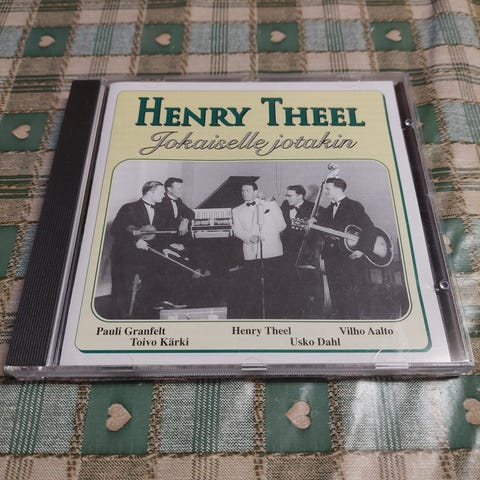 HENRY THEEL
Jokaiselle jotakin
Pauli Granfelt Henry Theel Vilho Aalto
Toivo Kärki Usko Dahl